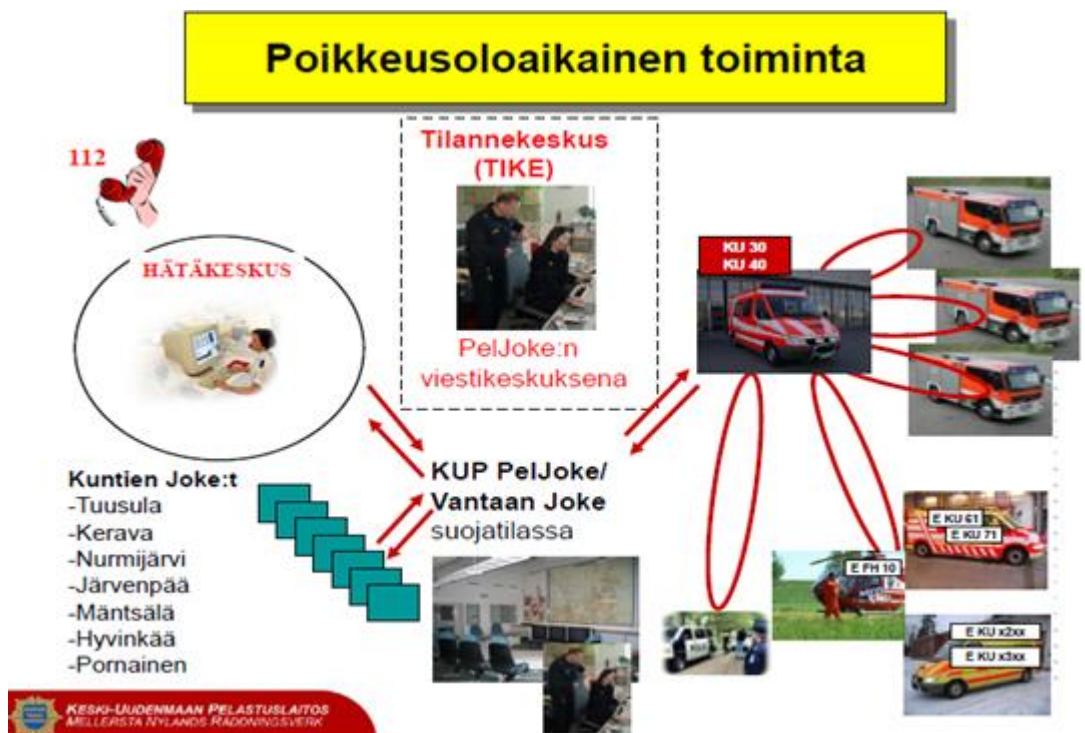 Poikkeusoloaikainen toiminta
112
HÄTÄKESKUS
Tilannekeskus
(TIKE)
PelJoke:n
viestikeskuksena
KU 30
KU 40
Kuntien Joke:t
-Tuusula
-Kerava
-Nurmijärvi
-Järvenpää
-Mäntsälä
-Hyvinkää
-Pornainen
KUP PelJoke/
Vantaan Joke
suojatilassa
E KU 61
E KU 71
E FH 10
E KU x2xx
E KU x3xx
KESKI-UUDENMAAN PELASTUSLAITOS
MELLERSTA NYLANDS RÄDDNINGSVERK